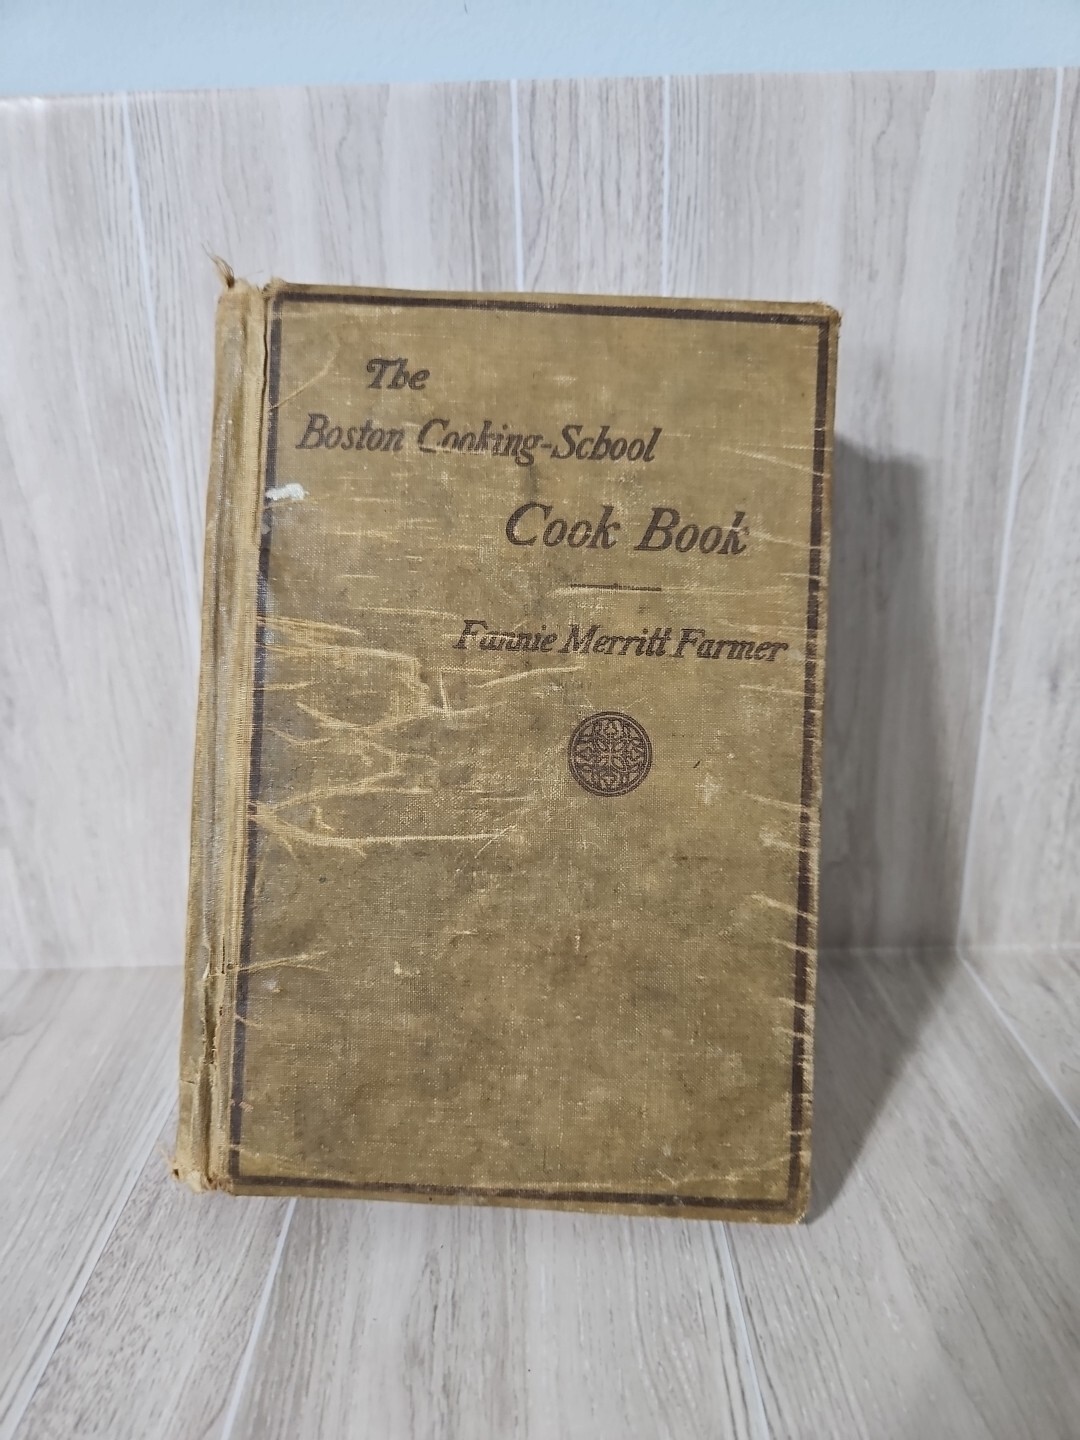 The
Boston Cooking-School
Cook Book
Fannie Merritt Farmer